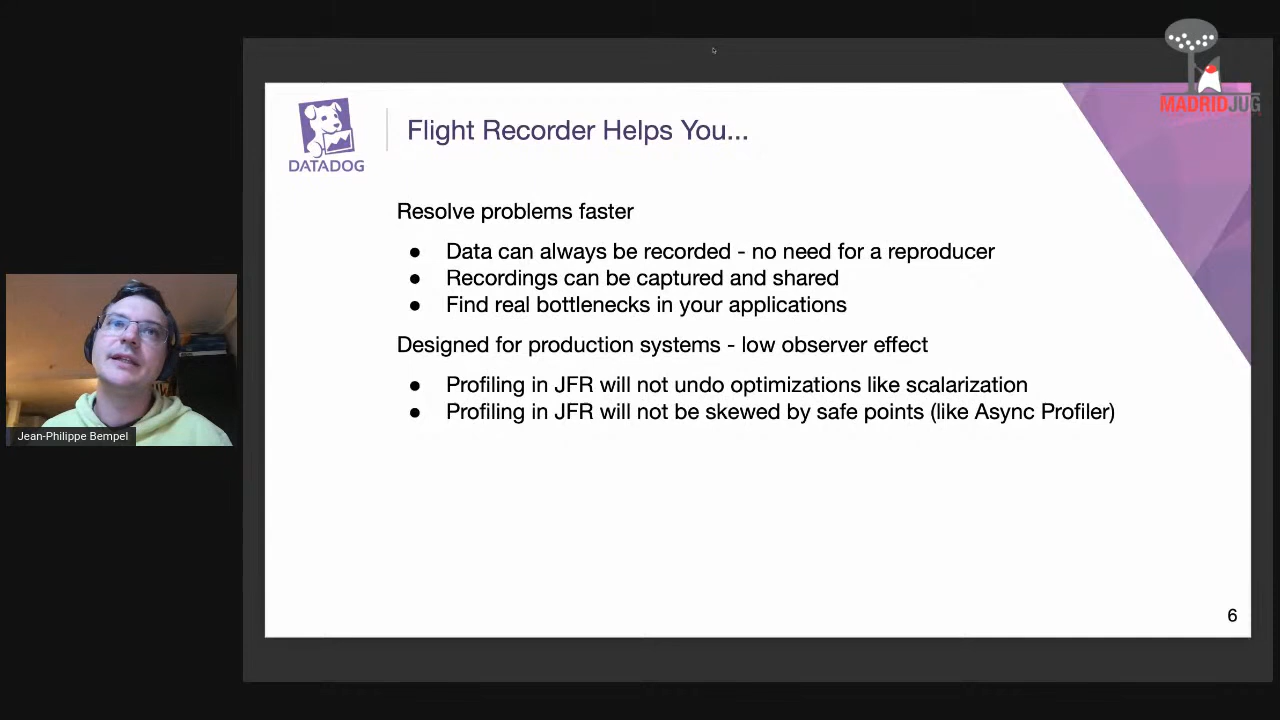 MADRIDJUG
DATADOG
Flight Recorder Helps You...
Resolve problems faster
● Data can always be recorded - no need for a reproducer
● Recordings can be captured and shared
● Find real bottlenecks in your applications
Designed for production systems - low observer effect
● Profiling in JFR will not undo optimizations like scalarization
● Profiling in JFR will not be skewed by safe points (like Async Profiler)
Jean-Philippe Bempel
6